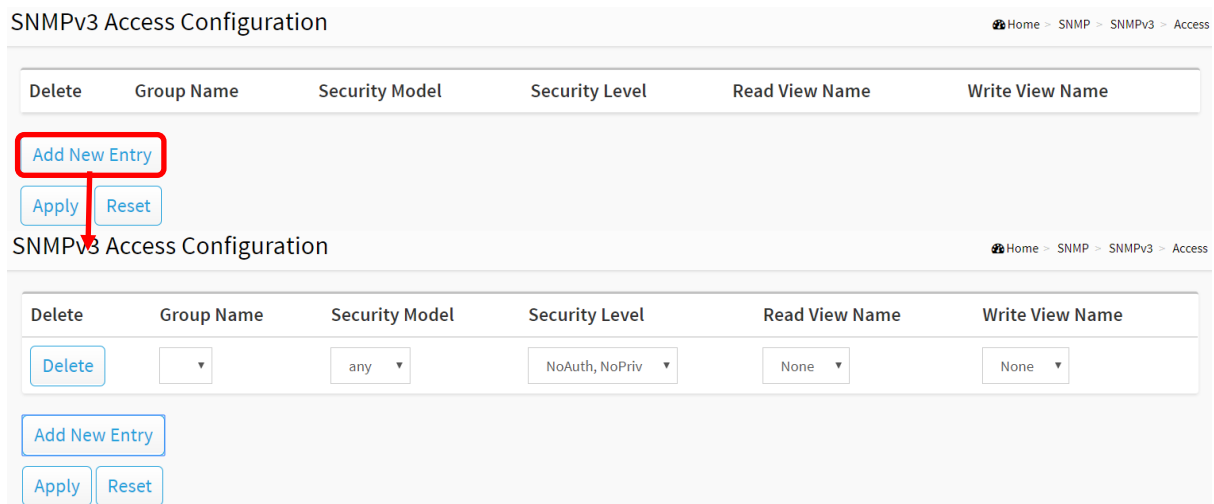 SNMPv3 Access Configuration
Home > SNMP > SNMPv3 > Access
Delete Group Name Security Model Security Level Read View Name Write View Name
Add New Entry
Apply Reset
SNMPv3 Access Configuration
Home > SNMP > SNMPv3 > Access
Delete Group Name Security Model Security Level Read View Name Write View Name
Delete any NoAuth, NoPriv None None
Add New Entry
Apply Reset